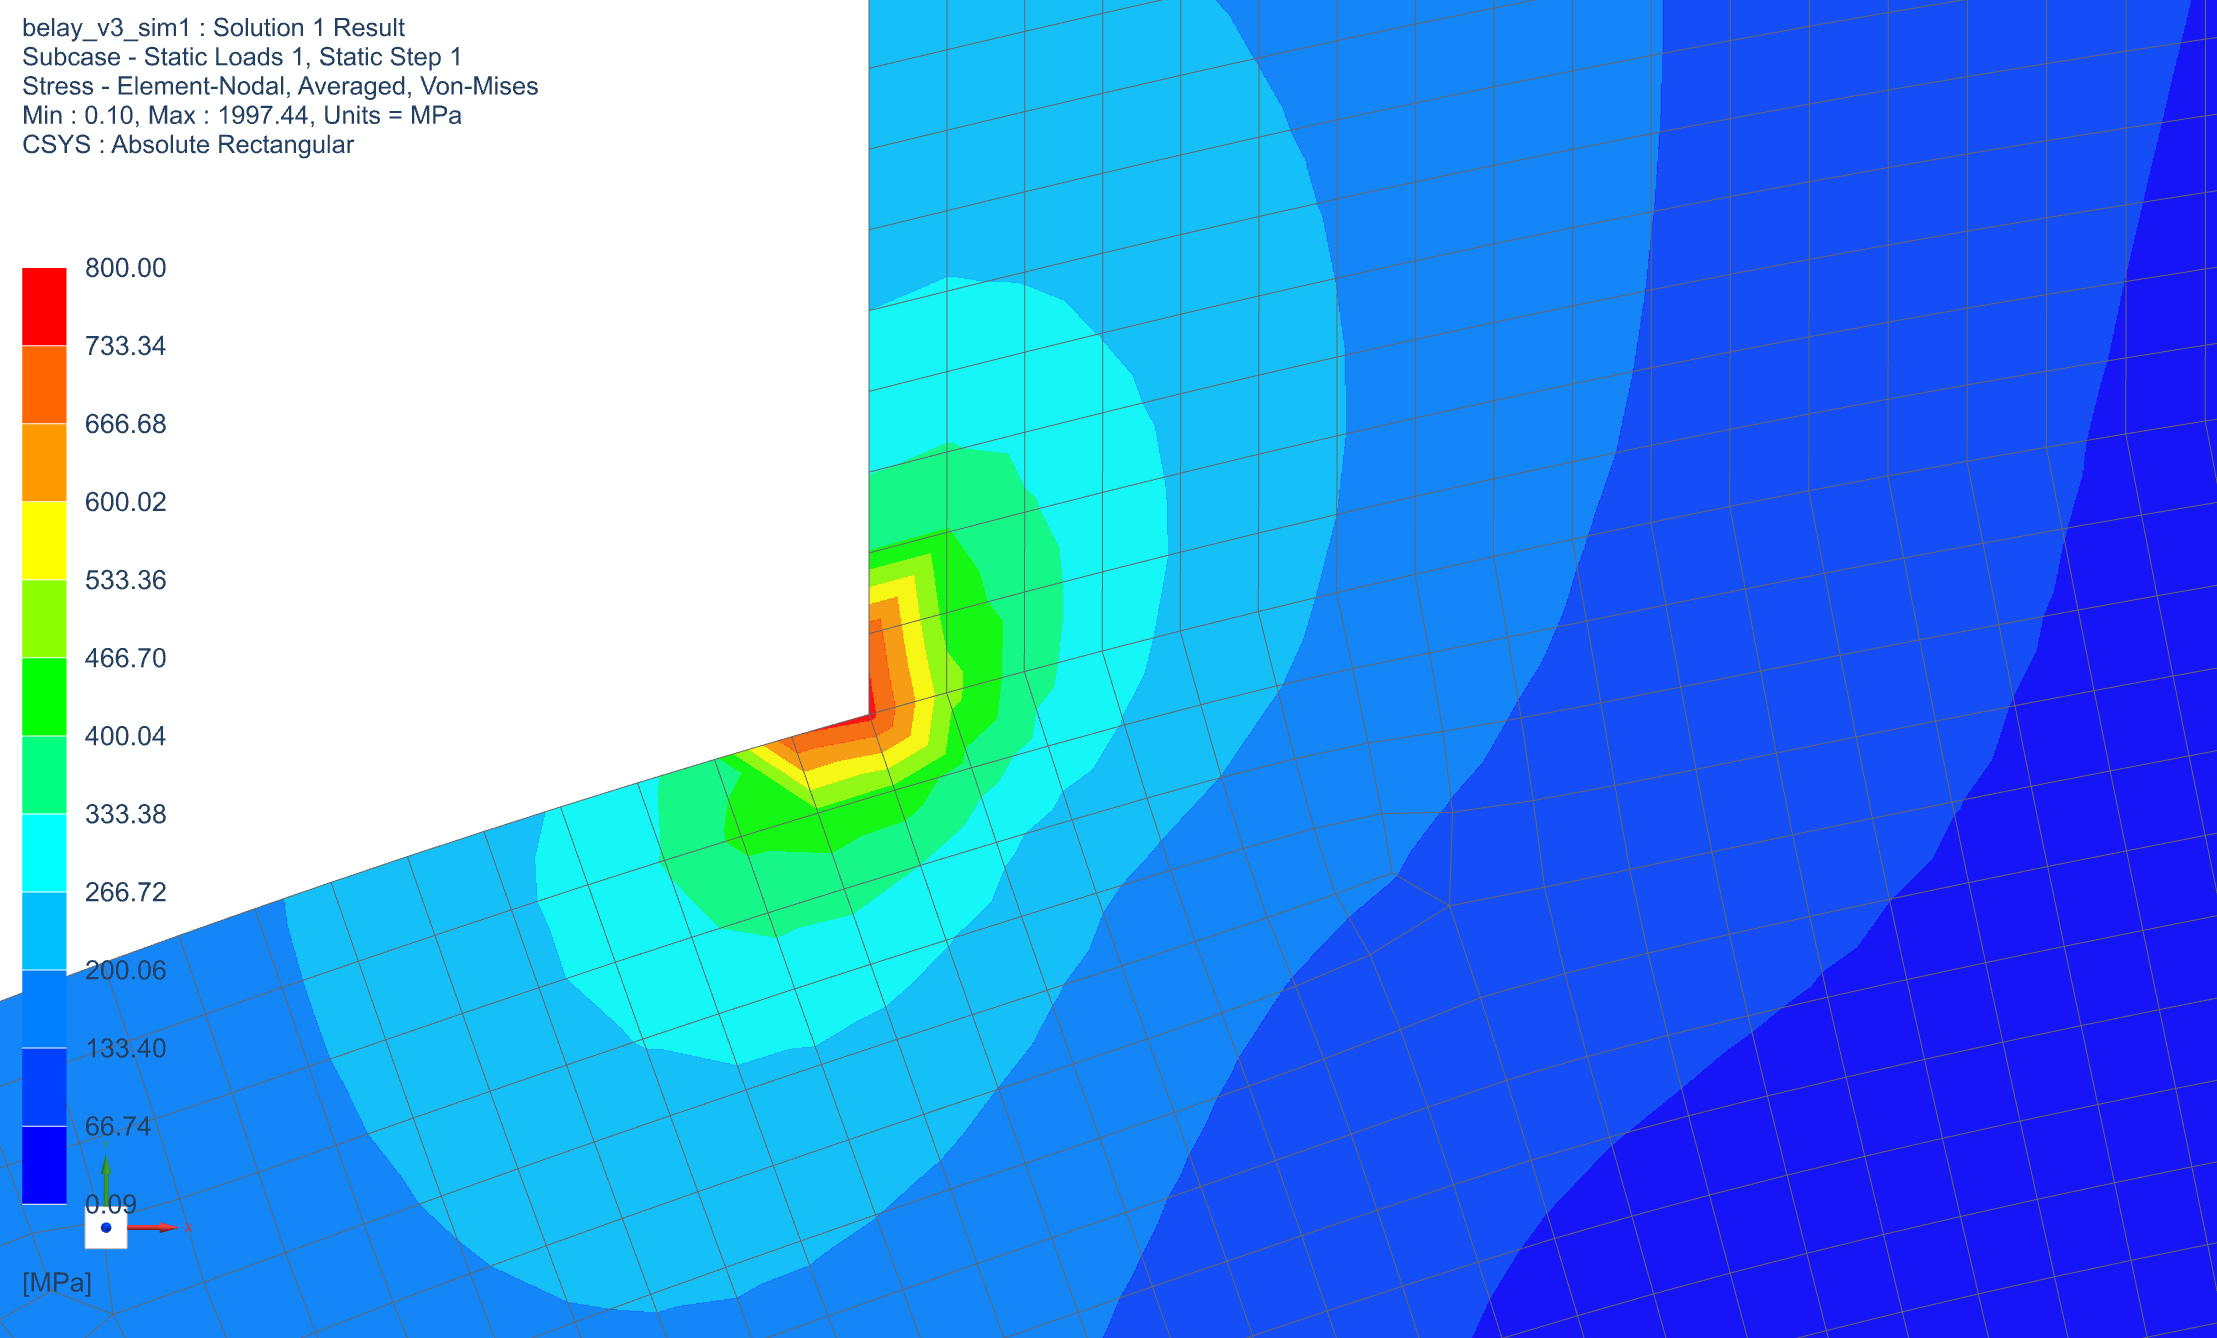 belay_v3_sim1 : Solution 1 Result
Subcase - Static Loads 1, Static Step 1
Stress - Element-Nodal, Averaged, Von-Mises
Min : 0.10, Max : 1997.44, Units = MPa
CSYS : Absolute Rectangular
800.00
733.34
666.68
600.02
533.36
466.70
400.04
333.38
266.72
200.06
133.40
66.74
Y
0.09
X
[MPa]